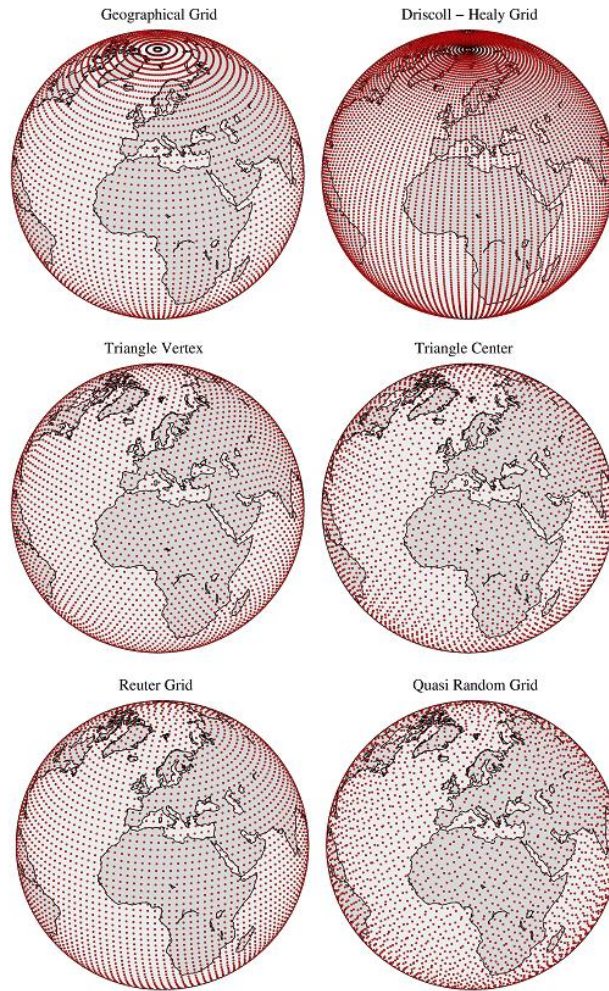 Geographical Grid
Driscoll – Healy Grid
Triangle Vertex
Triangle Center
Reuter Grid
Quasi Random Grid